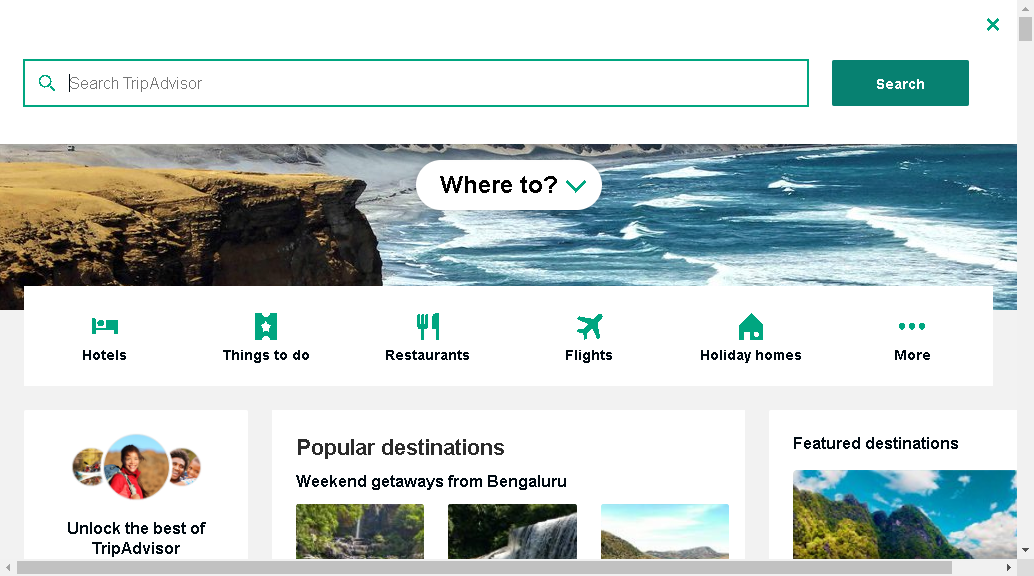 Search TripAdvisor
Search
Where to?
Hotels
Things to do
Restaurants
Flights
Holiday homes
More
Unlock the best of
TripAdvisor
Popular destinations
Weekend getaways from Bengaluru
Featured destinations